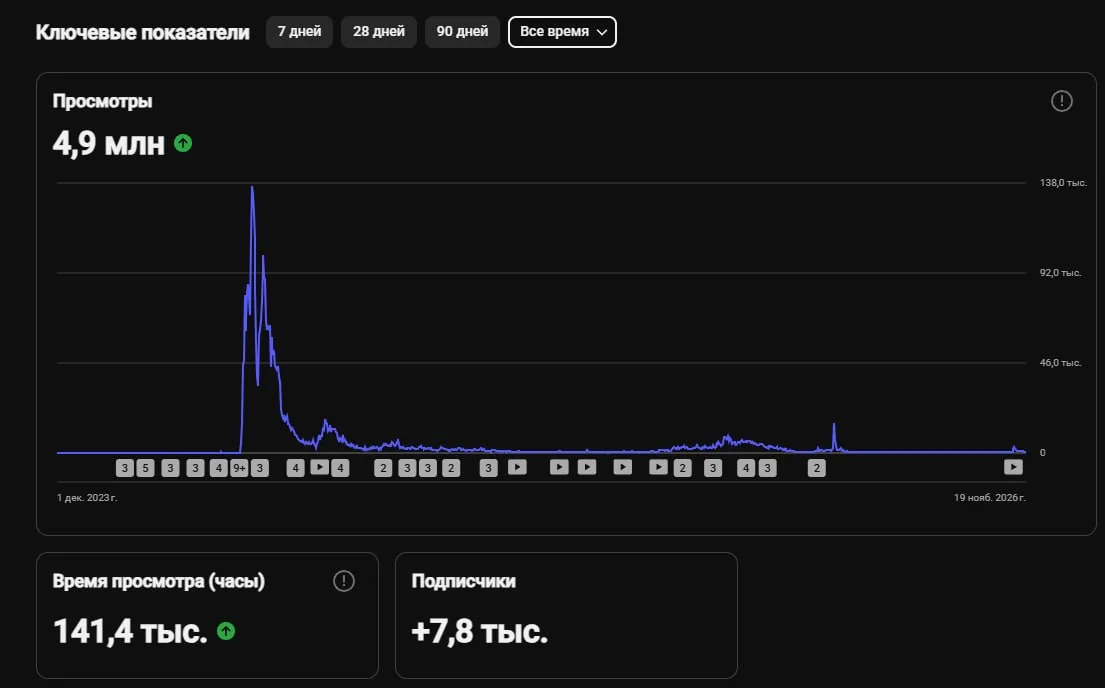 Ключевые показатели 7 дней 28 дней 90 дней Все время
Просмотры
4,9 млн
138,0 тыс.
92,0 тыс.
46,0 тыс.
0
3 5 3 3 4 9+ 3 4 4 2 3 3 2 3 2 3 4 3 2
1 дек. 2023 г. 19 нояб. 2026 г.
Время просмотра (часы) Подписчики
141,4 тыс. +7,8 тыс.